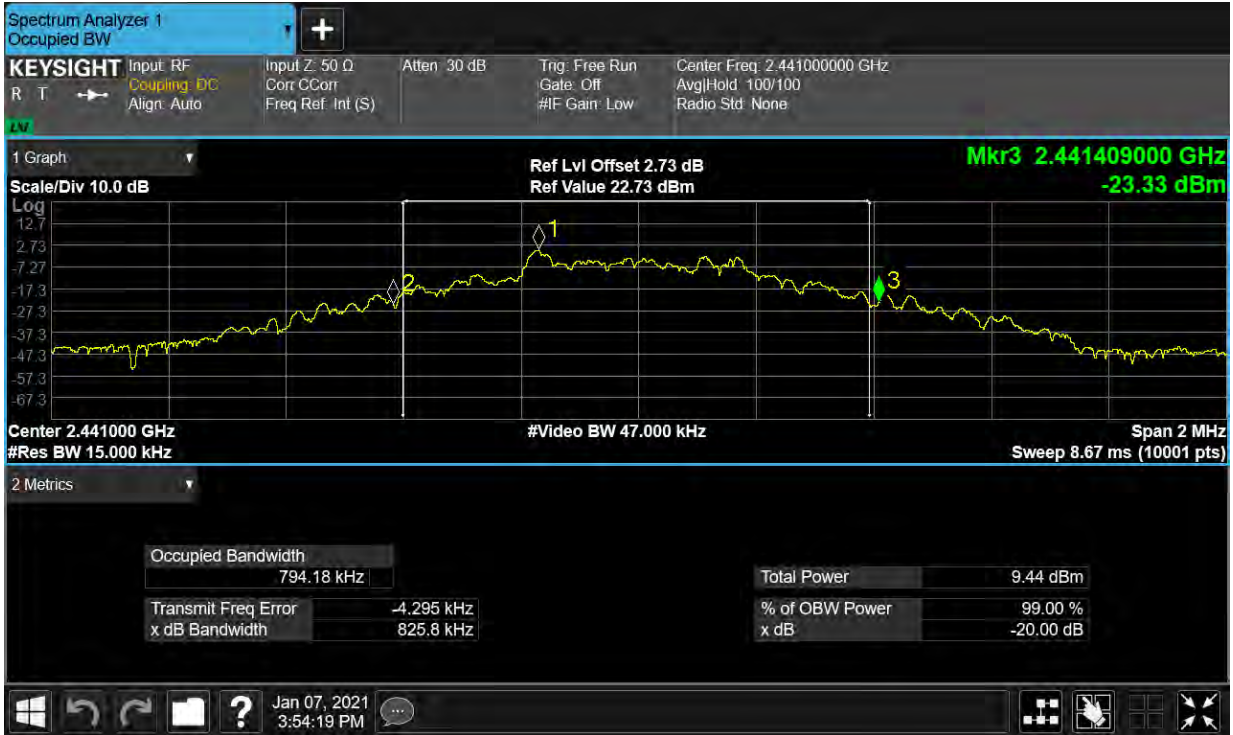 Spectrum Analyzer 1
Occupied BW
KEYSIGHT
R T
Input: RF
Coupling: DC
Align: Auto
Input Z: 50 Ω
Corr CCorr
Freq Ref: Int (S)
Atten: 30 dB
Trig: Free Run
Gate: Off
#IF Gain: Low
Center Freq: 2.441000000 GHz
Avg|Hold: 100/100
Radio Std: None
1 Graph
Scale/Div 10.0 dB
Ref Lvl Offset 2.73 dB
Ref Value 22.73 dBm
Mkr3 2.441409000 GHz
-23.33 dBm
Log
12.7
2.73
-7.27
-17.3
-27.3
-37.3
-47.3
-57.3
-67.3
1
2
3
Center 2.441000 GHz
#Video BW 47.000 kHz
Span 2 MHz
#Res BW 15.000 kHz
Sweep 8.67 ms (10001 pts)
2 Metrics
Occupied Bandwidth
794.18 kHz
Transmit Freq Error -4.295 kHz
x dB Bandwidth 825.8 kHz
Total Power 9.44 dBm
% of OBW Power 99.00 %
x dB -20.00 dB
?
Jan 07, 2021
3:54:19 PM